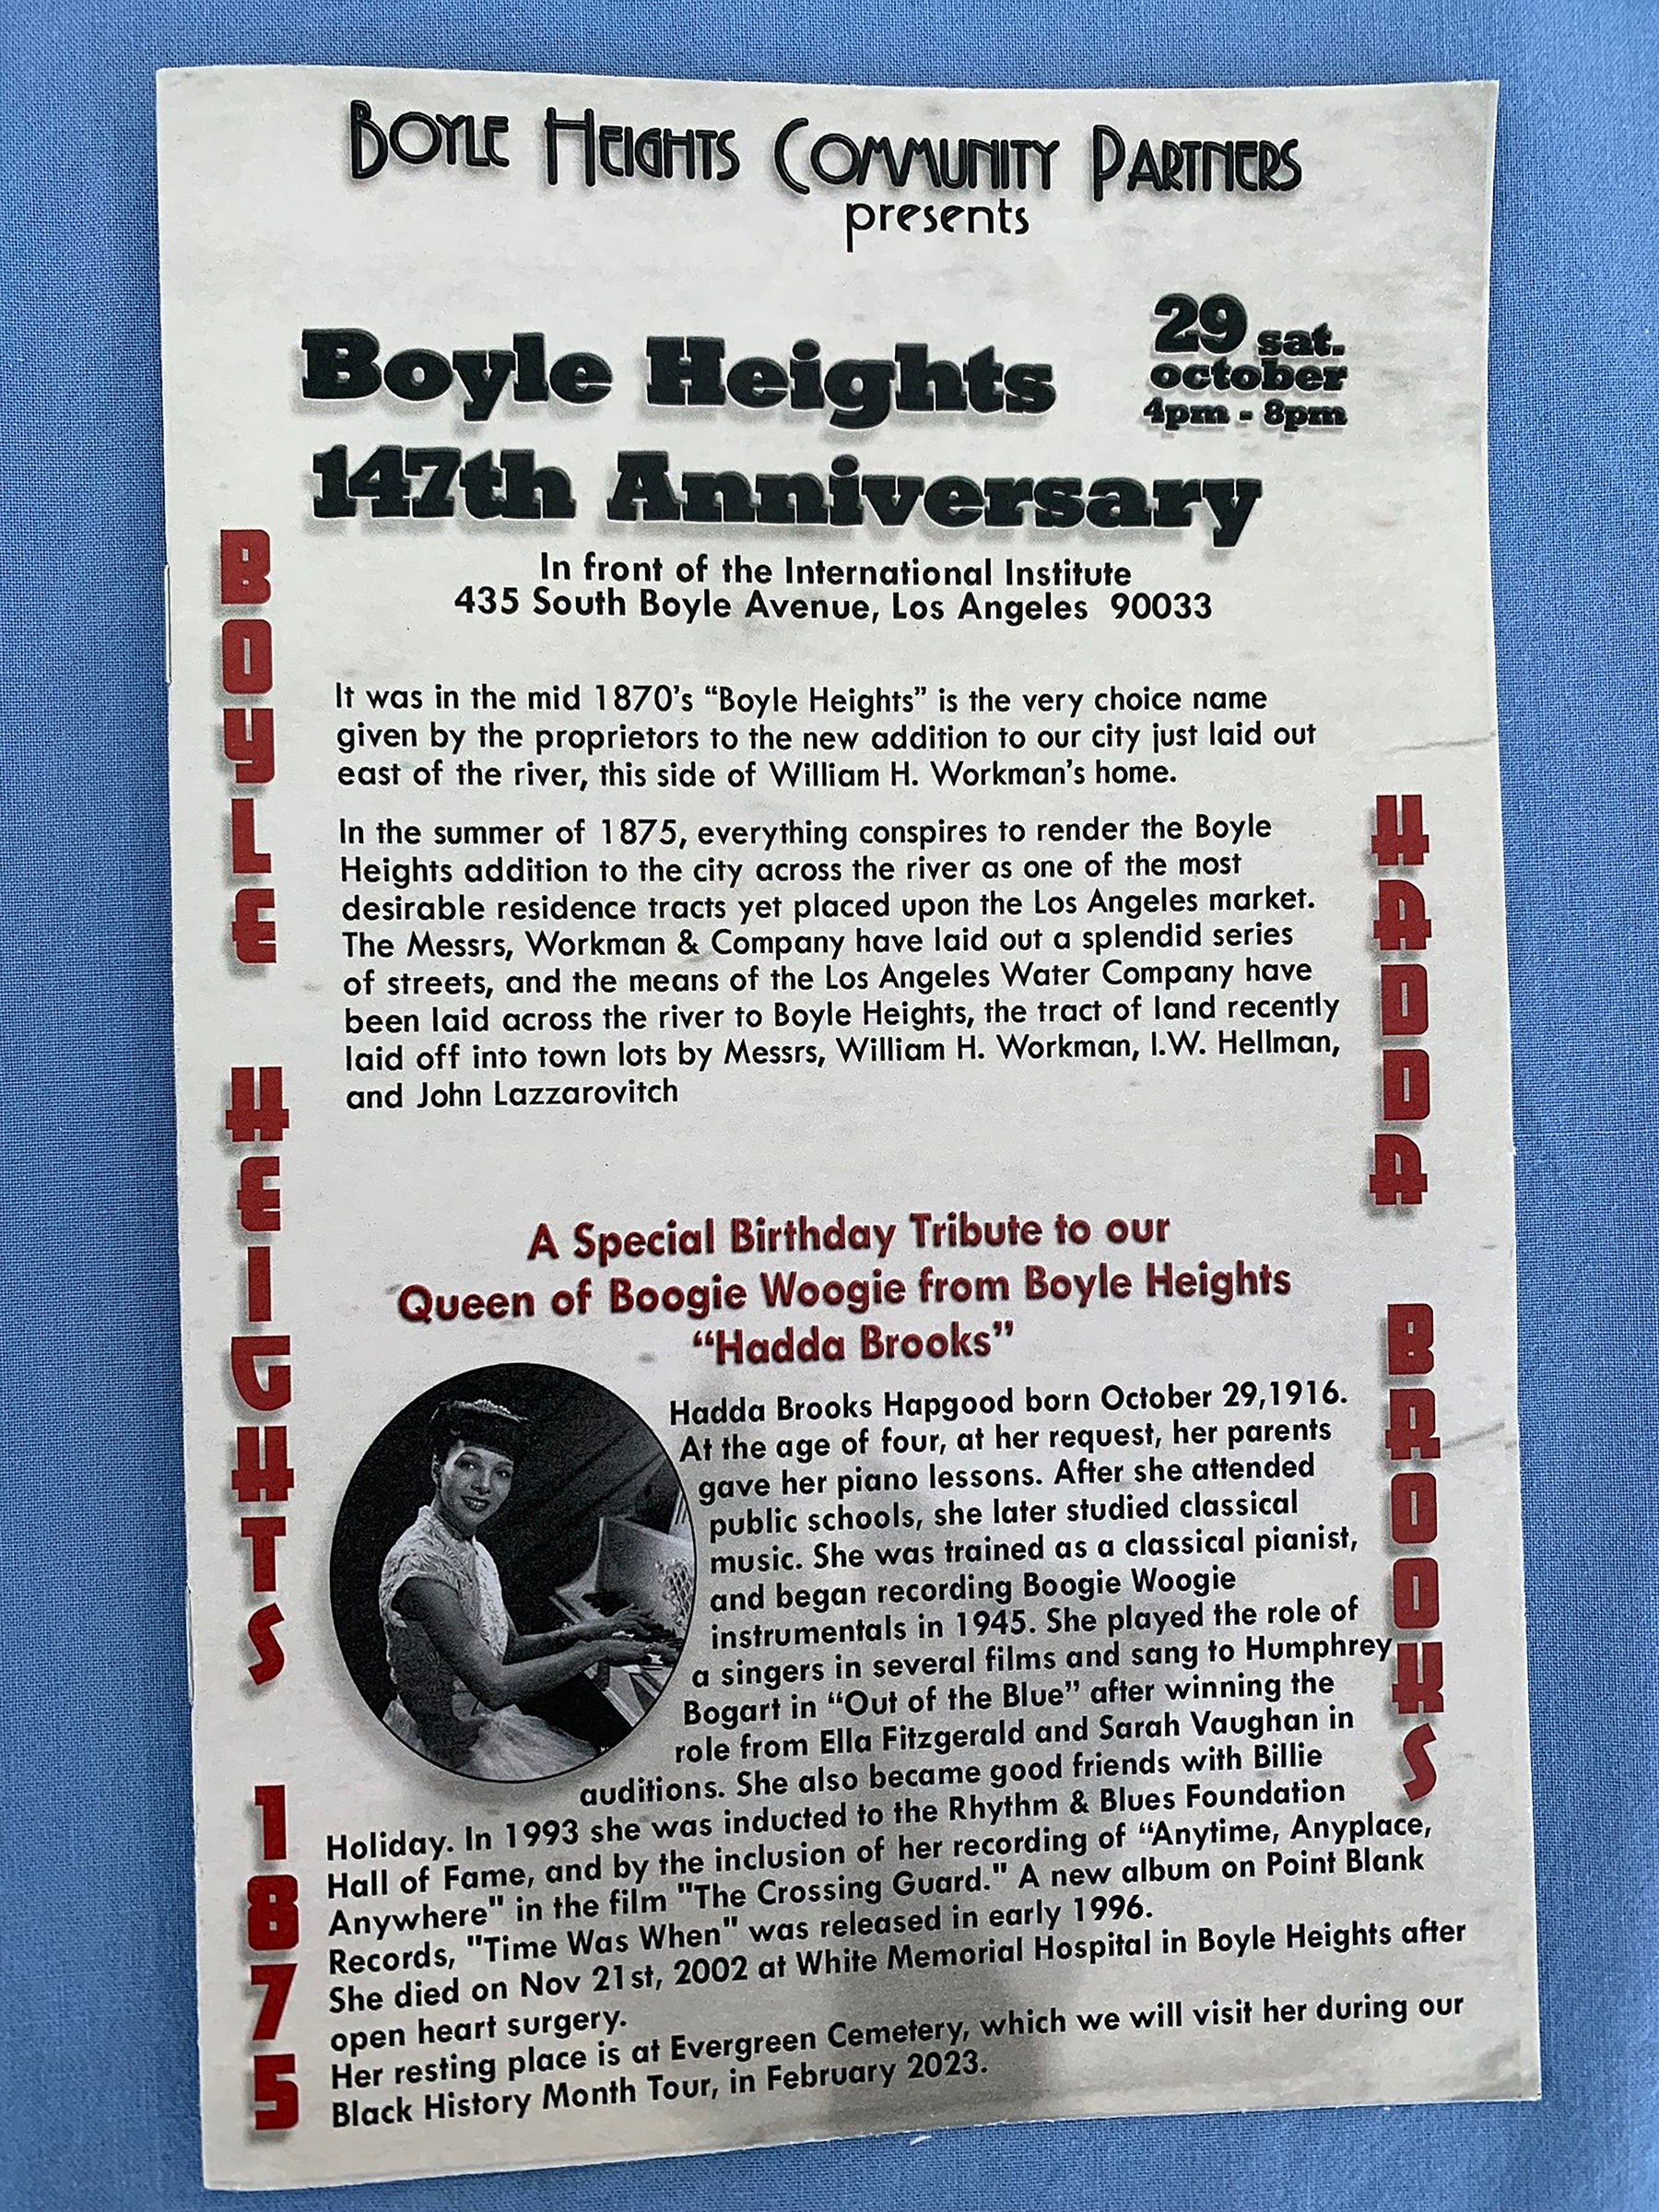 BOYLE HEIGHTS COMMUNITY PARTNERS
presents
Boyle Heights
147th Anniversary
29 sat.
october
4pm - 8pm
In front of the International Institute
435 South Boyle Avenue, Los Angeles 90033
It was in the mid 1870's “Boyle Heights” is the very choice name
given by the proprietors to the new addition to our city just laid out
east of the river, this side of William H. Workman's home.
In the summer of 1875, everything conspires to render the Boyle
Heights addition to the city across the river as one of the most
desirable residence tracts yet placed upon the Los Angeles market.
The Messrs, Workman & Company have laid out a splendid series
of streets, and the means of the Los Angeles Water Company have
been laid across the river to Boyle Heights, the tract of land recently
laid off into town lots by Messrs, William H. Workman, I.W. Hellman,
and John Lazzarovitch
A Special Birthday Tribute to our
Queen of Boogie Woogie from Boyle Heights
“Hadda Brooks”
Hadda Brooks Hapgood born October 29,1916.
At the age of four, at her request, her parents
gave her piano lessons. After she attended
public schools, she later studied classical
music. She was trained as a classical pianist,
and began recording Boogie Woogie
instrumentals in 1945. She played the role of
a singers in several films and sang to Humphrey
Bogart in “Out of the Blue” after winning the
role from Ella Fitzgerald and Sarah Vaughan in
auditions. She also became good friends with Billie
Holiday. In 1993 she was inducted to the Rhythm & Blues Foundation
Hall of Fame, and by the inclusion of her recording of “Anytime, Anyplace,
Anywhere" in the film "The Crossing Guard." A new album on Point Blank
Records, "Time Was When" was released in early 1996.
She died on Nov 21st, 2002 at White Memorial Hospital in Boyle Heights after
open heart surgery.
Her resting place is at Evergreen Cemetery, which we will visit her during our
Black History Month Tour, in February 2023.
BOYLE HEIGHTS 1875
HADDA BROOKS